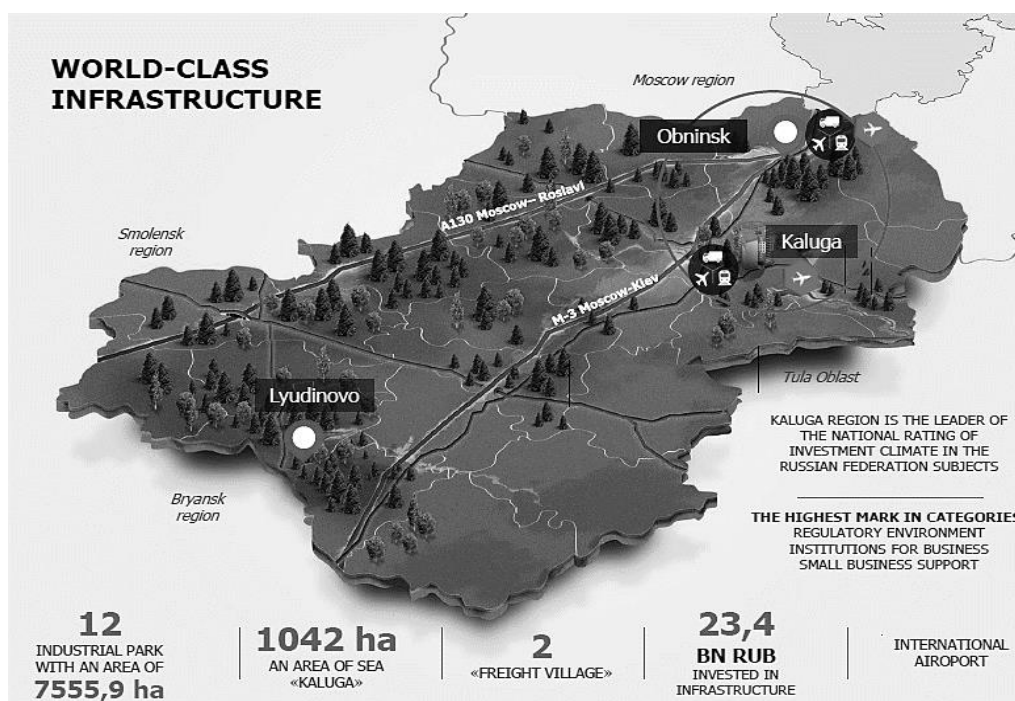 WORLD-CLASS
INFRASTRUCTURE
Moscow region
Obninsk
A130 Moscow– Roslavl
Smolensk
region
Kaluga
M-3 Moscow-Kiev
Lyudinovo
Tula Oblast
Bryansk
region
KALUGA REGION IS THE LEADER OF
THE NATIONAL RATING OF
INVESTMENT CLIMATE IN THE
RUSSIAN FEDERATION SUBJECTS
THE HIGHEST MARK IN CATEGORIES
REGULATORY ENVIRONMENT
INSTITUTIONS FOR BUSINESS
SMALL BUSINESS SUPPORT
12
INDUSTRIAL PARK
WITH AN AREA OF
7555,9 ha
1042 ha
AN AREA OF SEA
«KALUGA»
2
«FREIGHT VILLAGE»
23,4
BN RUB
INVESTED IN
INFRASTRUCTURE
INTERNATIONAL
AIROPORT